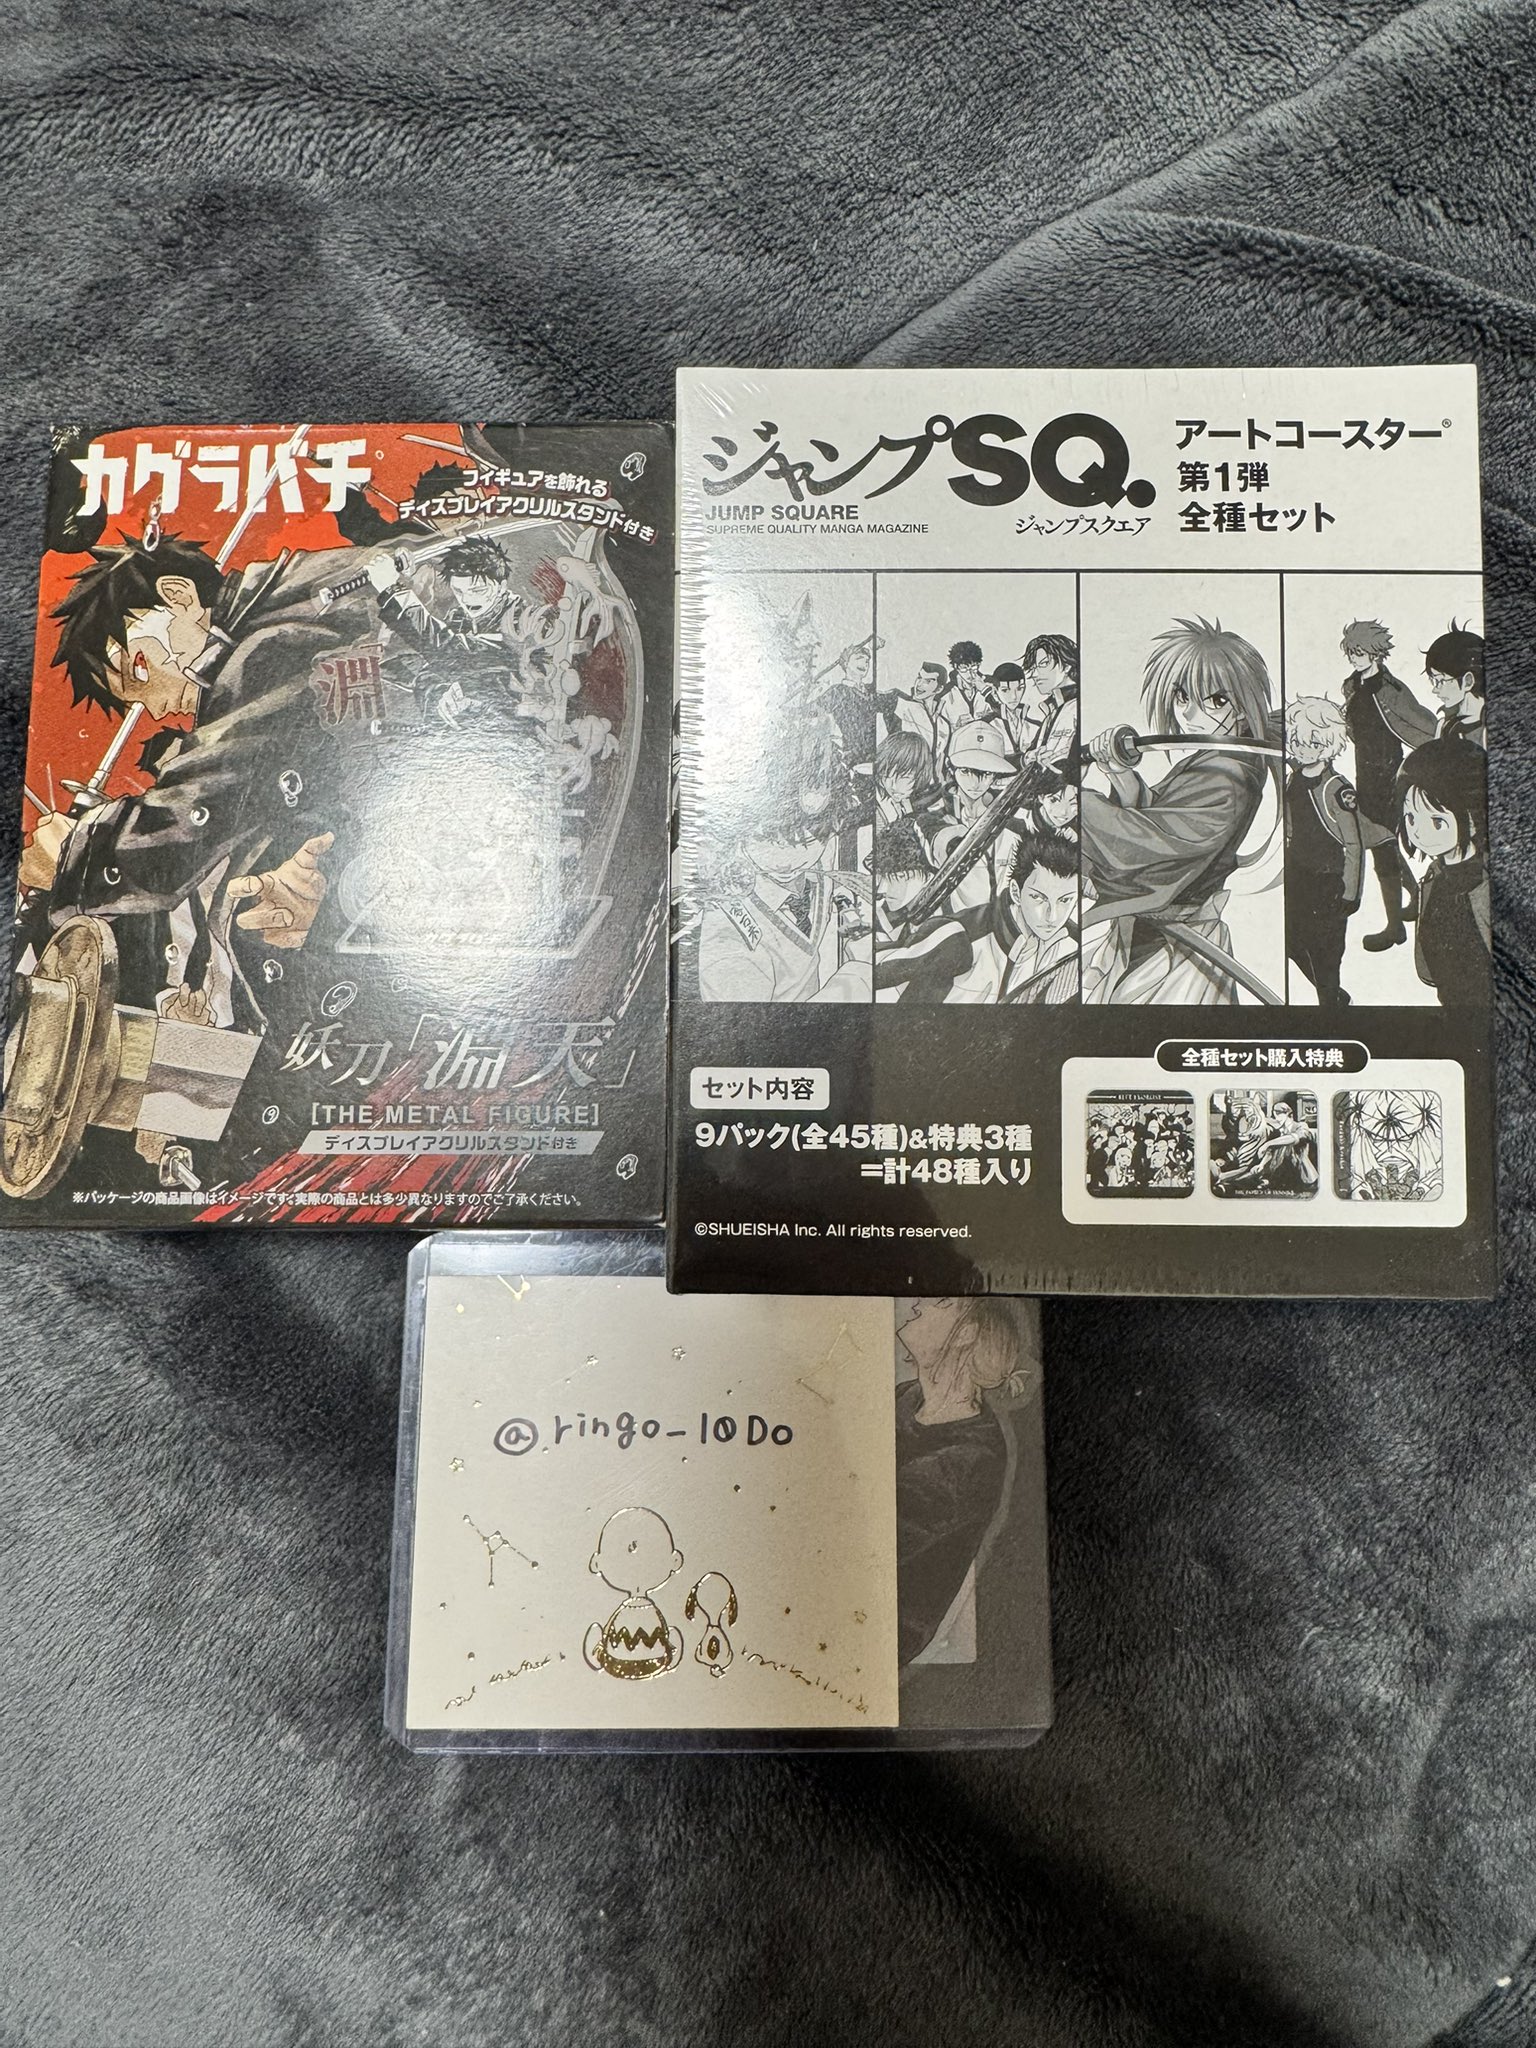 カグラバチ
フィギュアを飾れる
ディスプレイアクリルスタンド付き
淵
妖刀「淵天」
[THE METAL FIGURE]
ディスプレイアクリルスタンド付き
※パッケージの商品画像はイメージです。実際の商品とは多少異なりますのでご了承ください。
ジャンプSQ.
JUMP SQUARE
SUPREME QUALITY MANGA MAGAZINE
ジャンプスクエア
アートコースター®
第1弾
全種セット
セット内容
9パック(全45種)&特典3種
=計48種入り
全種セット購入特典
BLUE EXORCIST
THE PRINCE OF TENNIS II
©SHUEISHA Inc. All rights reserved.
@ringo_10Do